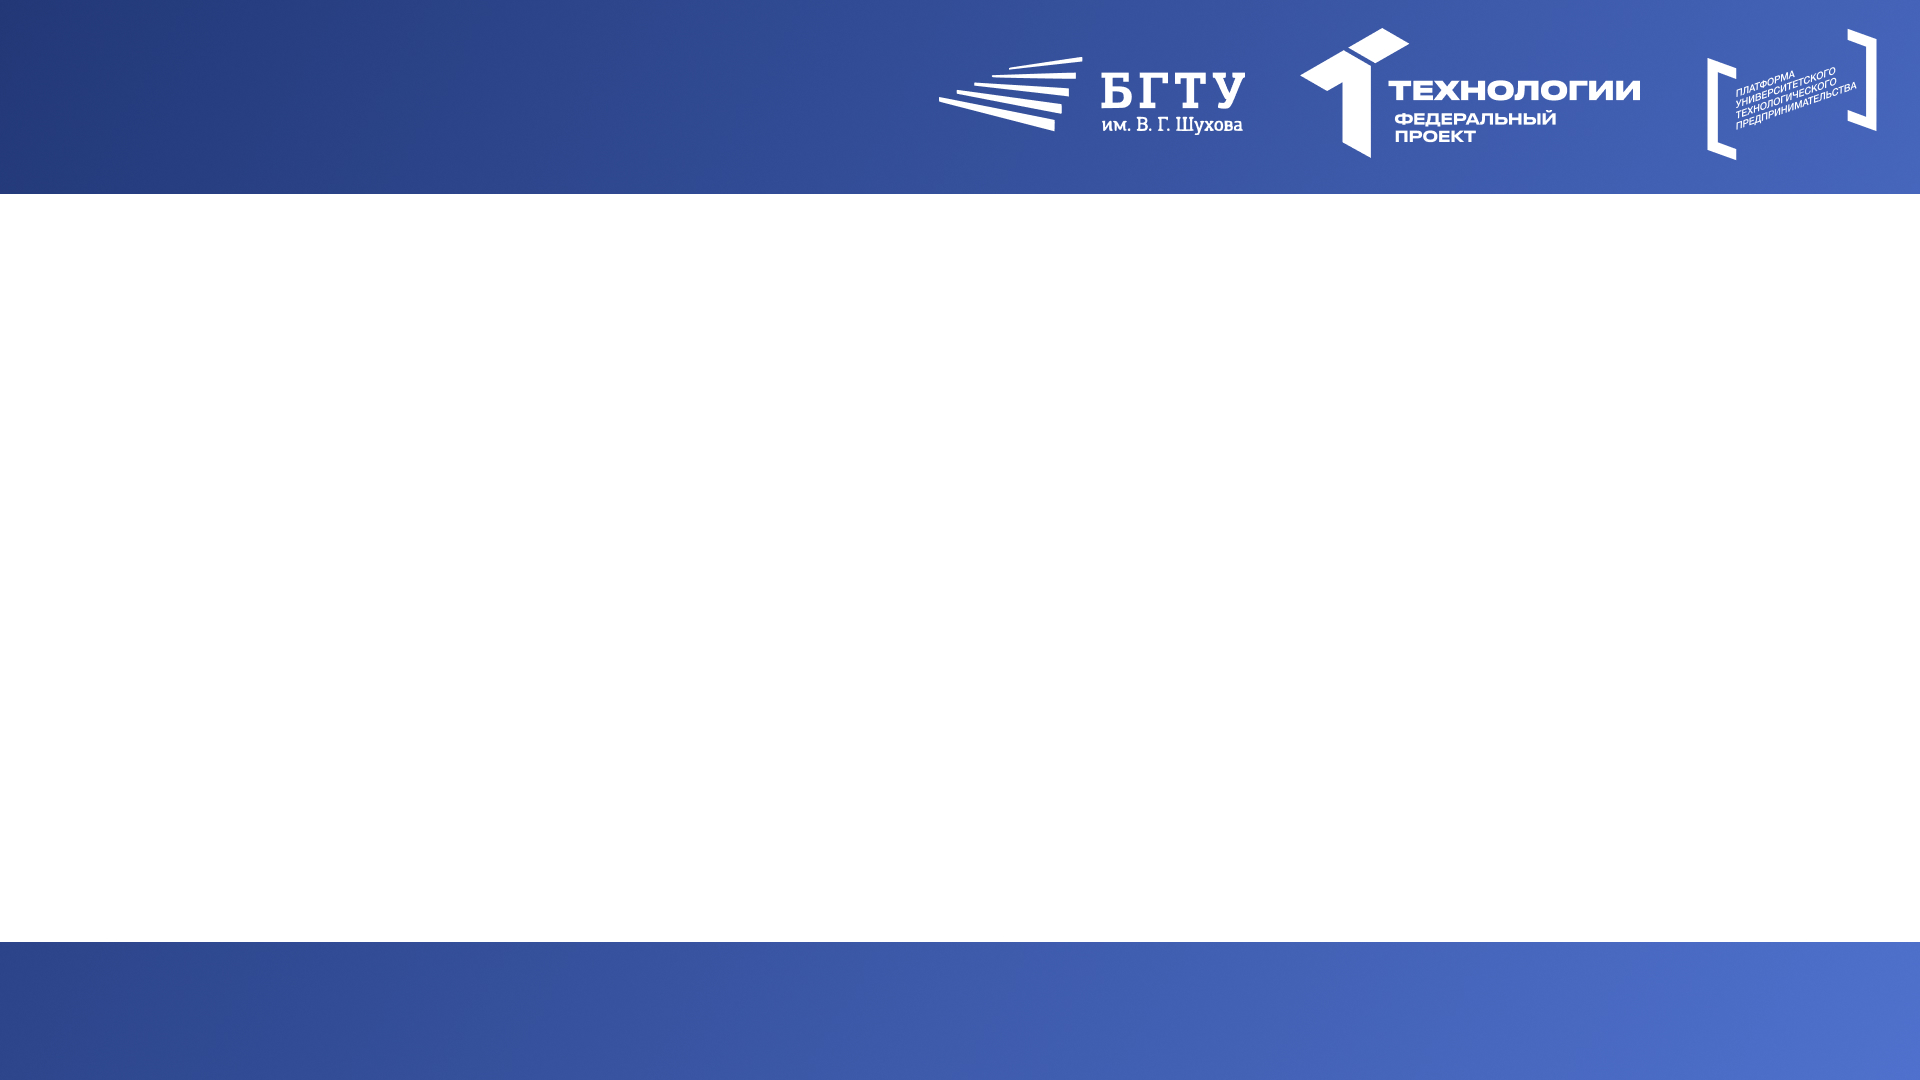 БГТУ
им. В. Г. Шухова
ТЕХНОЛОГИИ
ФЕДЕРАЛЬНЫЙ
ПРОЕКТ
ПЛАТФОРМА
УНИВЕРСИТЕТСКОГО
ТЕХНОЛОГИЧЕСКОГО
ПРЕДПРИНИМАТЕЛЬСТВА